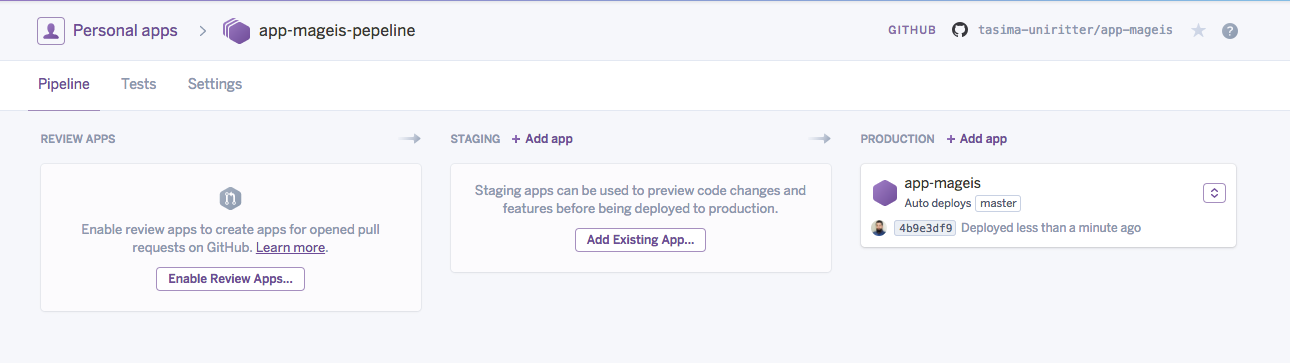 Personal apps > app-mageis-pepeline
GITHUB tasima-uniritter/app-mageis ?
Pipeline Tests Settings
REVIEW APPS
Enable review apps to create apps for opened pull
requests on GitHub. Learn more.
Enable Review Apps...
STAGING + Add app
Staging apps can be used to preview code changes and
features before being deployed to production.
Add Existing App...
PRODUCTION + Add app
app-mageis
Auto deploys master
4b9e3df9 Deployed less than a minute ago